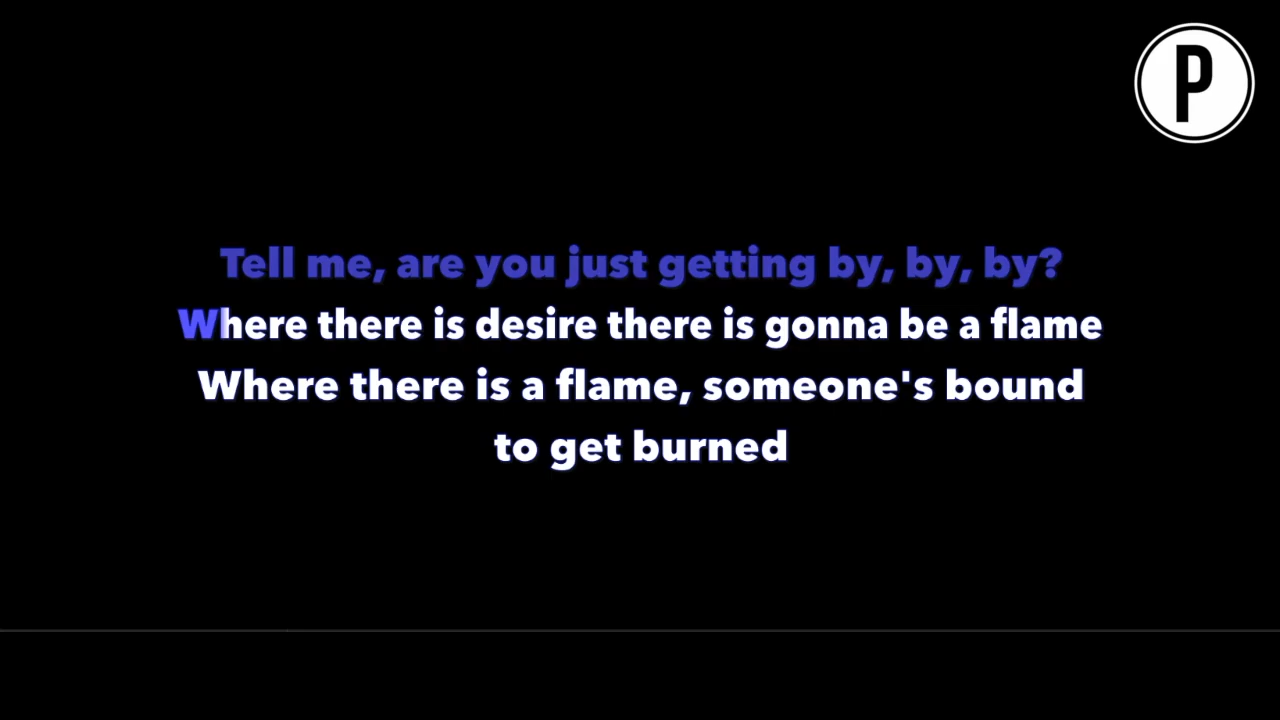 P
Tell me, are you just getting by, by, by?
Where there is desire there is gonna be a flame
Where there is a flame, someone's bound
to get burned